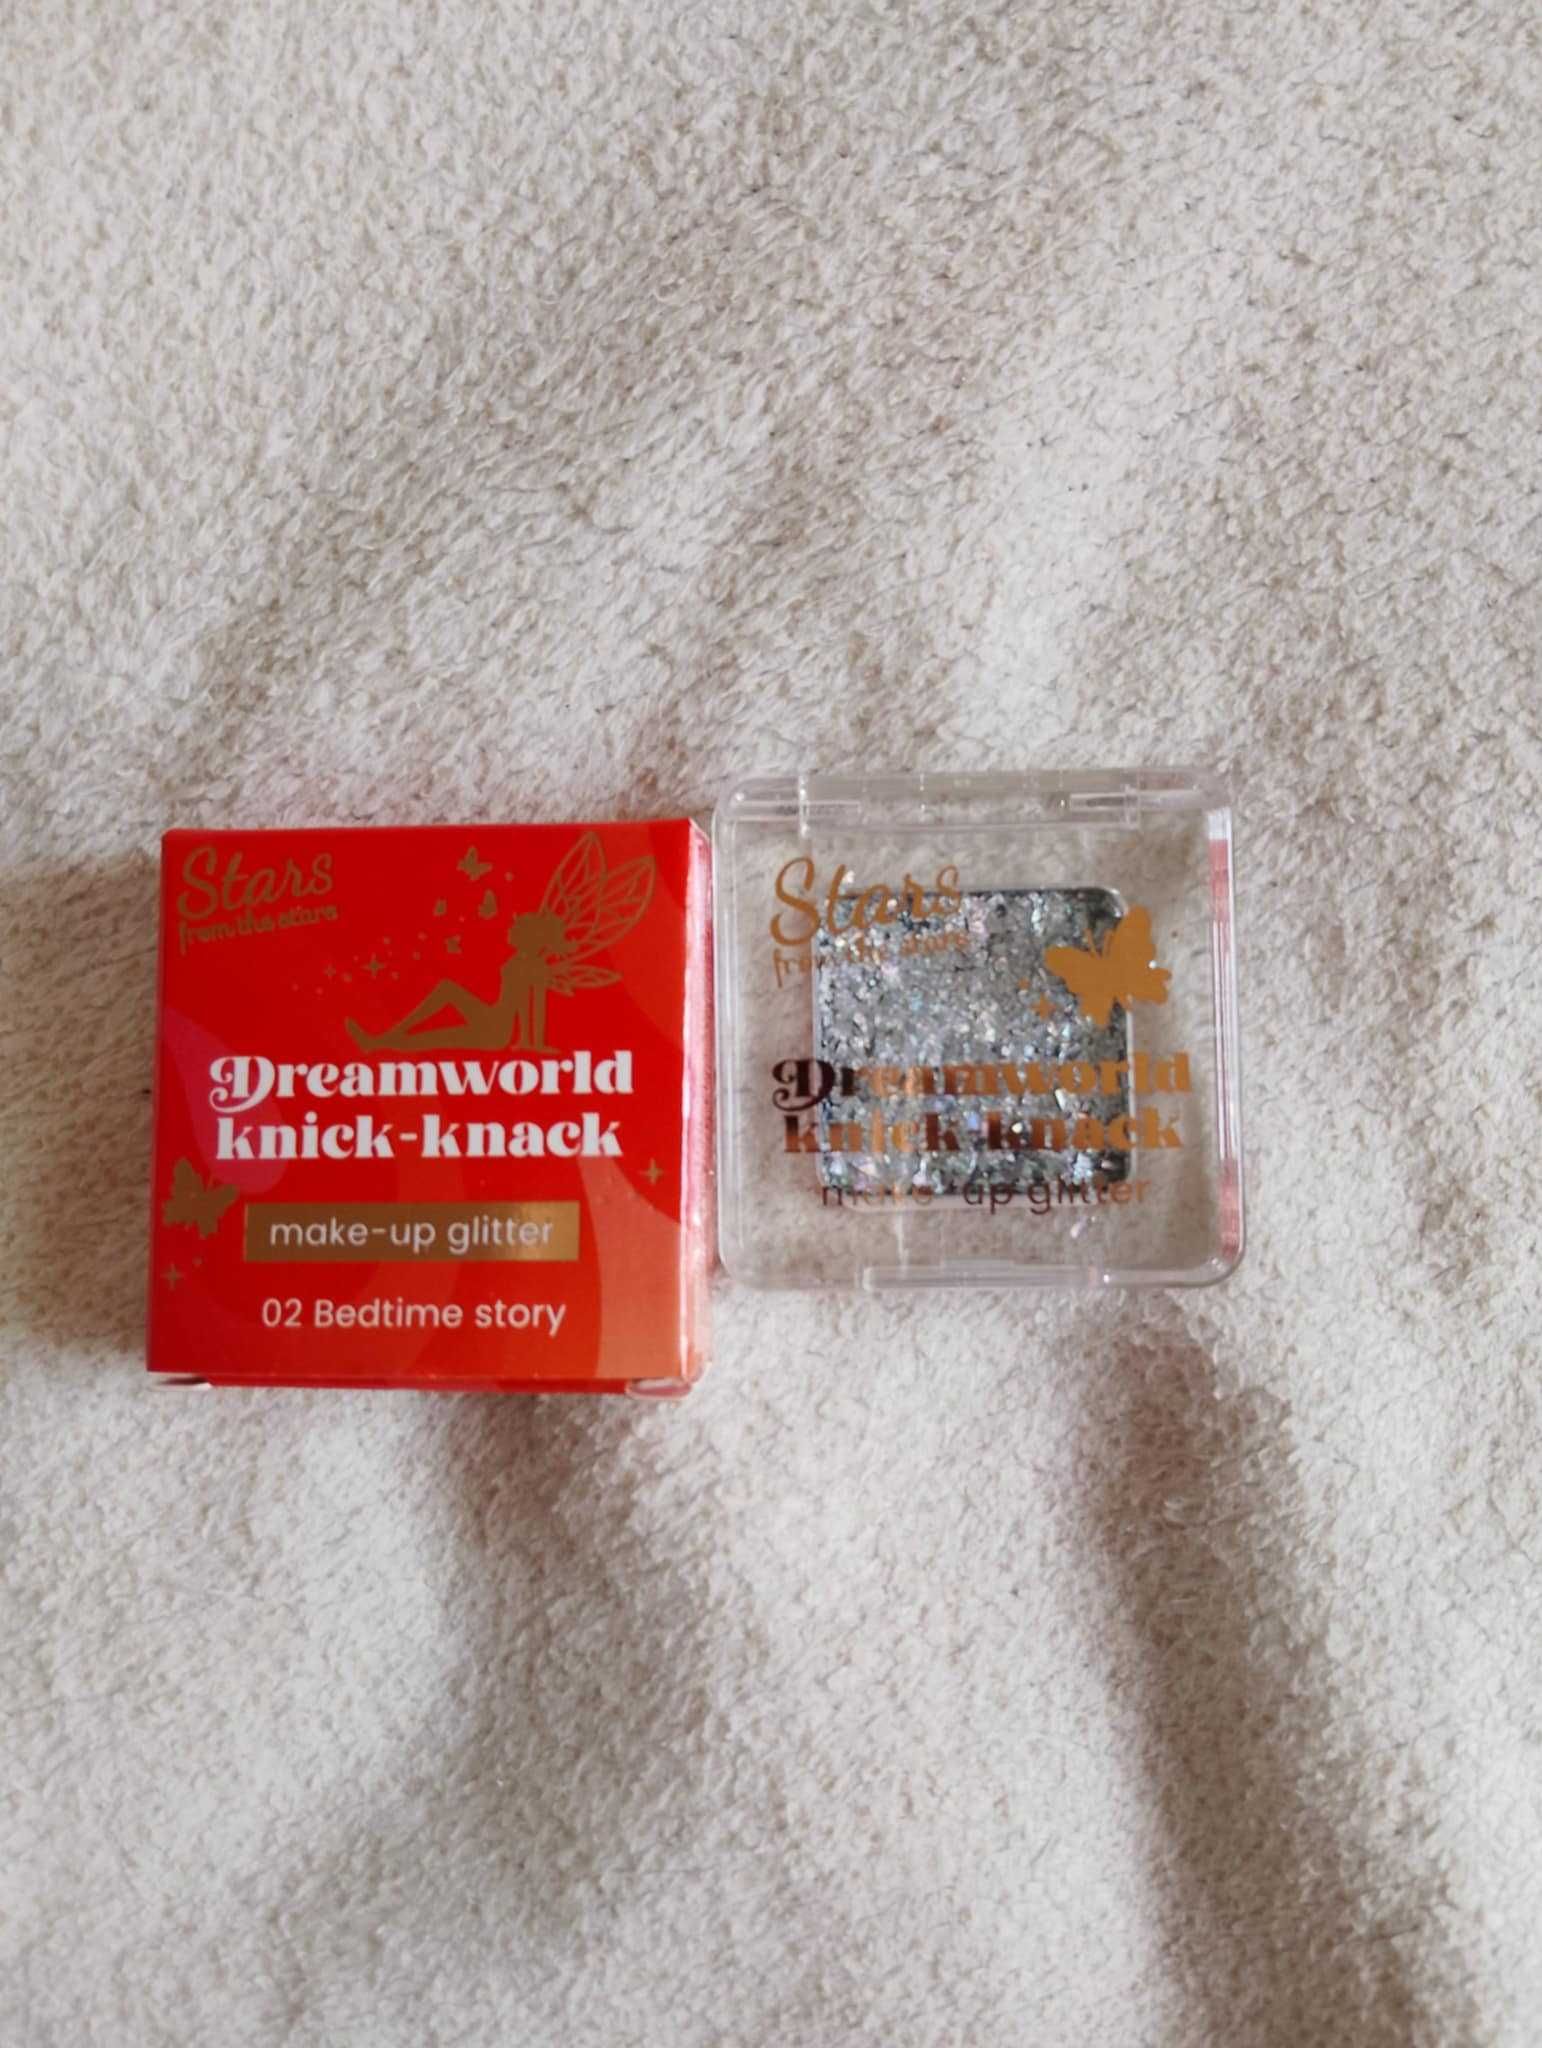 Stars
from the stars
Dreamworld
knick-knack
make-up glitter
02 Bedtime story
Stars
from the stars
Dreamworld
knick-knack
make-up glitter